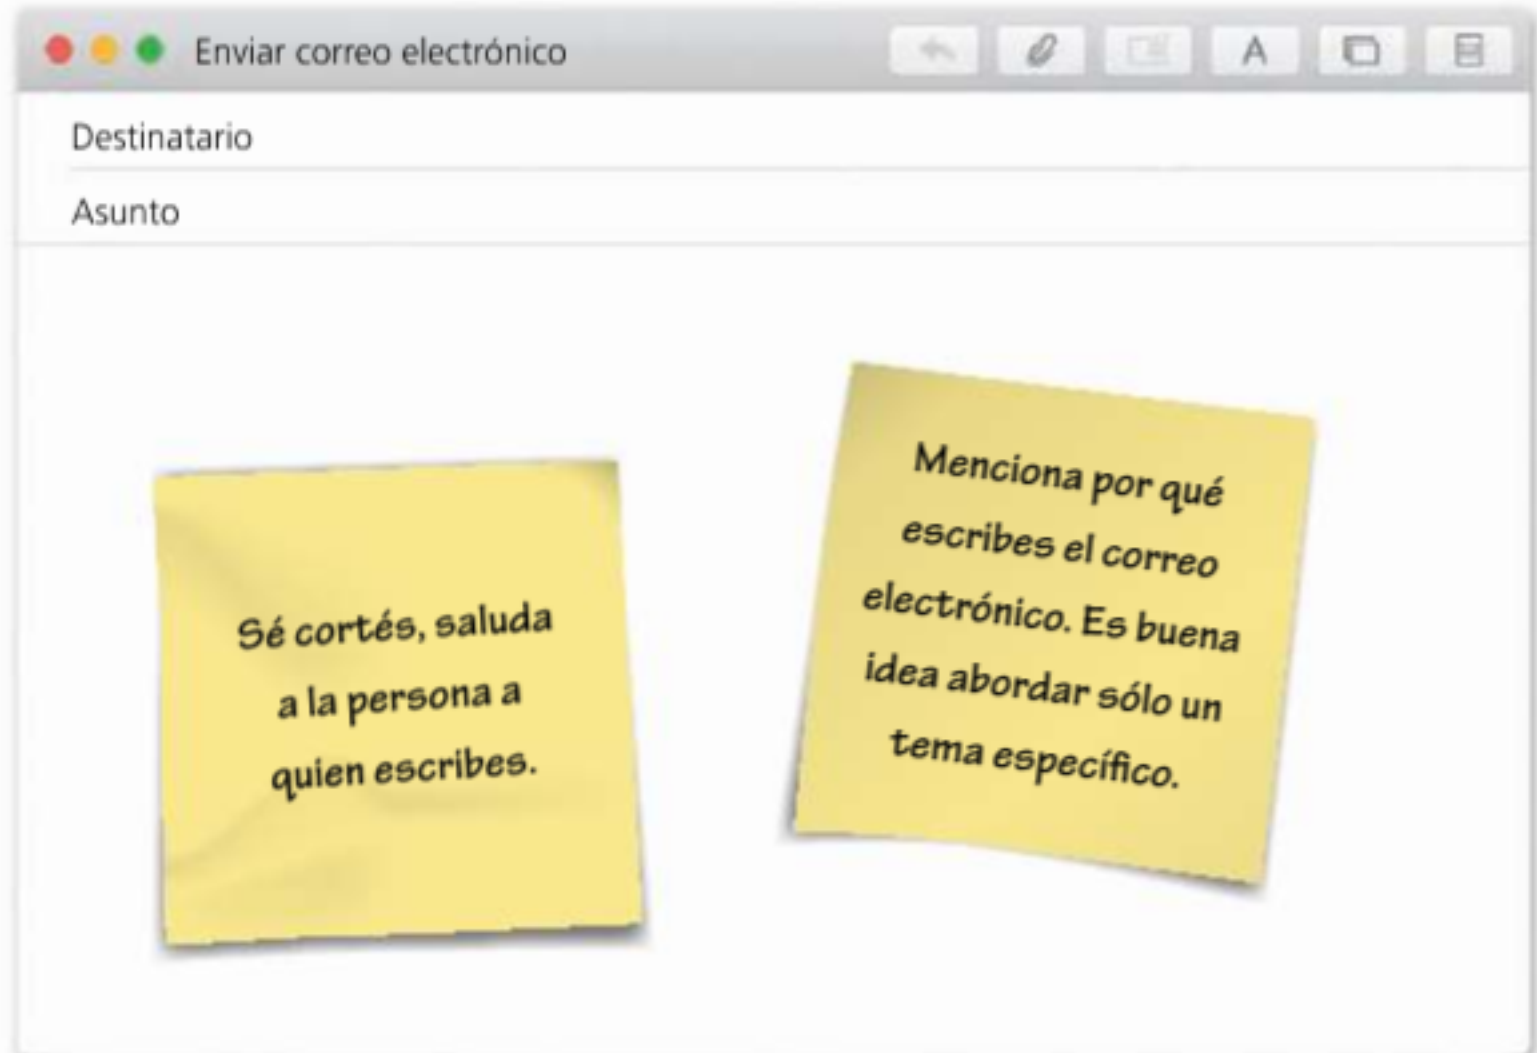 Enviar correo electrónico
A
Destinatario
Asunto
Sé cortés, saluda
a la persona a
quien escribes.
Menciona por qué
escribes el correo
electrónico. Es buena
idea abordar sólo un
tema específico.